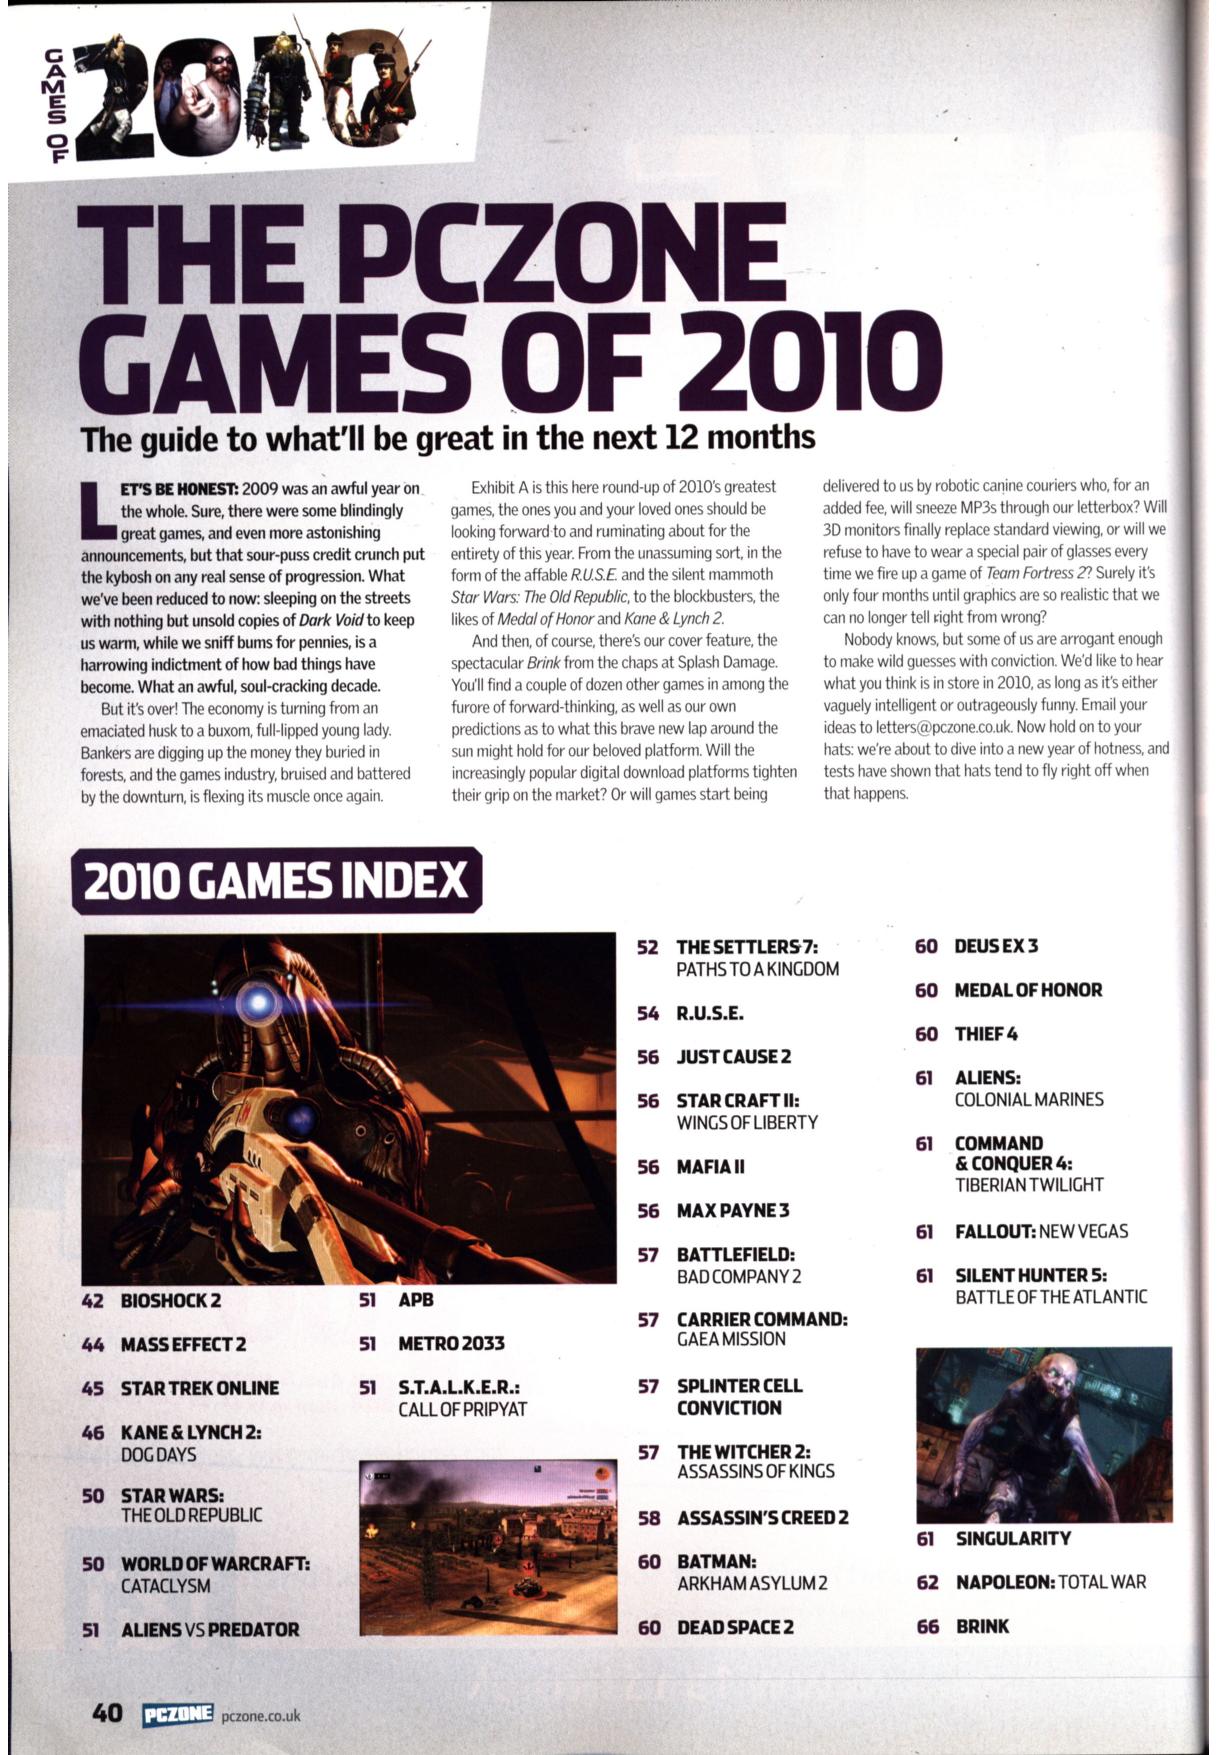 GAMES OF
2010
THE PCZONE
GAMES OF 2010
The guide to what'll be great in the next 12 months
LET'S BE HONEST: 2009 was an awful year on
the whole. Sure, there were some blindingly
great games, and even more astonishing
announcements, but that sour-puss credit crunch put
the kybosh on any real sense of progression. What
we've been reduced to now: sleeping on the streets
with nothing but unsold copies of Dark Void to keep
us warm, while we sniff bums for pennies, is a
harrowing indictment of how bad things have
become. What an awful, soul-cracking decade.
But it's over! The economy is turning from an
emaciated husk to a buxom, full-lipped young lady.
Bankers are digging up the money they buried in
forests, and the games industry, bruised and battered
by the downturn, is flexing its muscle once again.
Exhibit A is this here round-up of 2010's greatest
games, the ones you and your loved ones should be
looking forward to and ruminating about for the
entirety of this year. From the unassuming sort, in the
form of the affable R.U.S.E. and the silent mammoth
Star Wars: The Old Republic, to the blockbusters, the
likes of Medal of Honor and Kane & Lynch 2.
And then, of course, there's our cover feature, the
spectacular Brink from the chaps at Splash Damage.
You'll find a couple of dozen other games in among the
furore of forward-thinking, as well as our own
predictions as to what this brave new lap around the
sun might hold for our beloved platform. Will the
increasingly popular digital download platforms tighten
their grip on the market? Or will games start being
delivered to us by robotic canine couriers who, for an
added fee, will sneeze MP3s through our letterbox? Will
3D monitors finally replace standard viewing, or will we
refuse to have to wear a special pair of glasses every
time we fire up a game of Team Fortress 2? Surely it's
only four months until graphics are so realistic that we
can no longer tell right from wrong?
Nobody knows, but some of us are arrogant enough
to make wild guesses with conviction. We'd like to hear
what you think is in store in 2010, as long as it's either
vaguely intelligent or outrageously funny. Email your
ideas to letters@pczone.co.uk. Now hold on to your
hats: we're about to dive into a new year of hotness, and
tests have shown that hats tend to fly right off when
that happens.
2010 GAMES INDEX
42 BIOSHOCK 2
44 MASS EFFECT 2
45 STAR TREK ONLINE
46 KANE & LYNCH 2:
DOG DAYS
50 STAR WARS:
THE OLD REPUBLIC
50 WORLD OF WARCRAFT:
CATACLYSM
51 ALIENS VS PREDATOR
51 APB
51 METRO 2033
51 S.T.A.L.K.E.R.:
CALL OF PRIPYAT
52 THE SETTLERS 7:
PATHS TO A KINGDOM
54 R.U.S.E.
56 JUST CAUSE 2
56 STAR CRAFT II:
WINGS OF LIBERTY
56 MAFIA II
56 MAX PAYNE 3
57 BATTLEFIELD:
BAD COMPANY 2
57 CARRIER COMMAND:
GAEA MISSION
57 SPLINTER CELL
CONVICTION
57 THE WITCHER 2:
ASSASSINS OF KINGS
58 ASSASSIN'S CREED 2
60 BATMAN:
ARKHAM ASYLUM 2
60 DEAD SPACE 2
60 DEUS EX 3
60 MEDAL OF HONOR
60 THIEF 4
61 ALIENS:
COLONIAL MARINES
61 COMMAND
& CONQUER 4:
TIBERIAN TWILIGHT
61 FALLOUT: NEW VEGAS
61 SILENT HUNTER 5:
BATTLE OF THE ATLANTIC
61 SINGULARITY
62 NAPOLEON: TOTAL WAR
66 BRINK
40 PCZONE pczone.co.uk